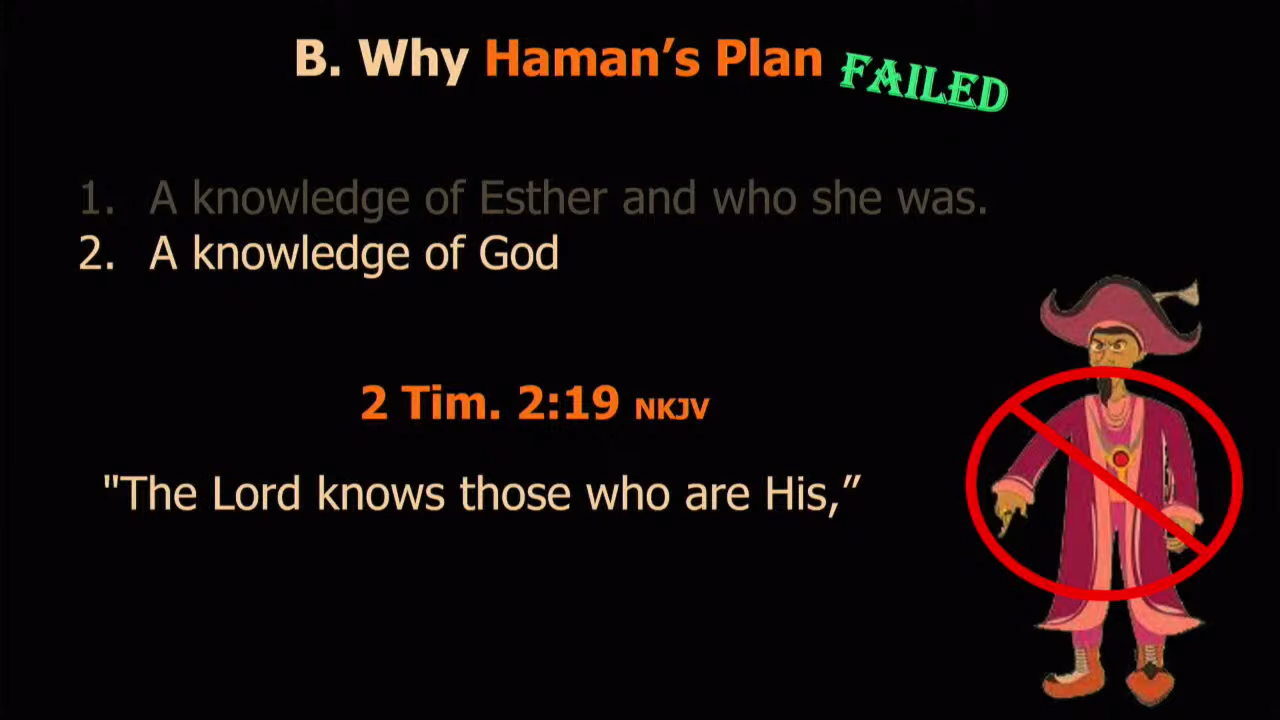 B. Why Haman’s Plan FAILED
1. A knowledge of Esther and who she was.
2. A knowledge of God
2 Tim. 2:19 NKJV
"The Lord knows those who are His,”